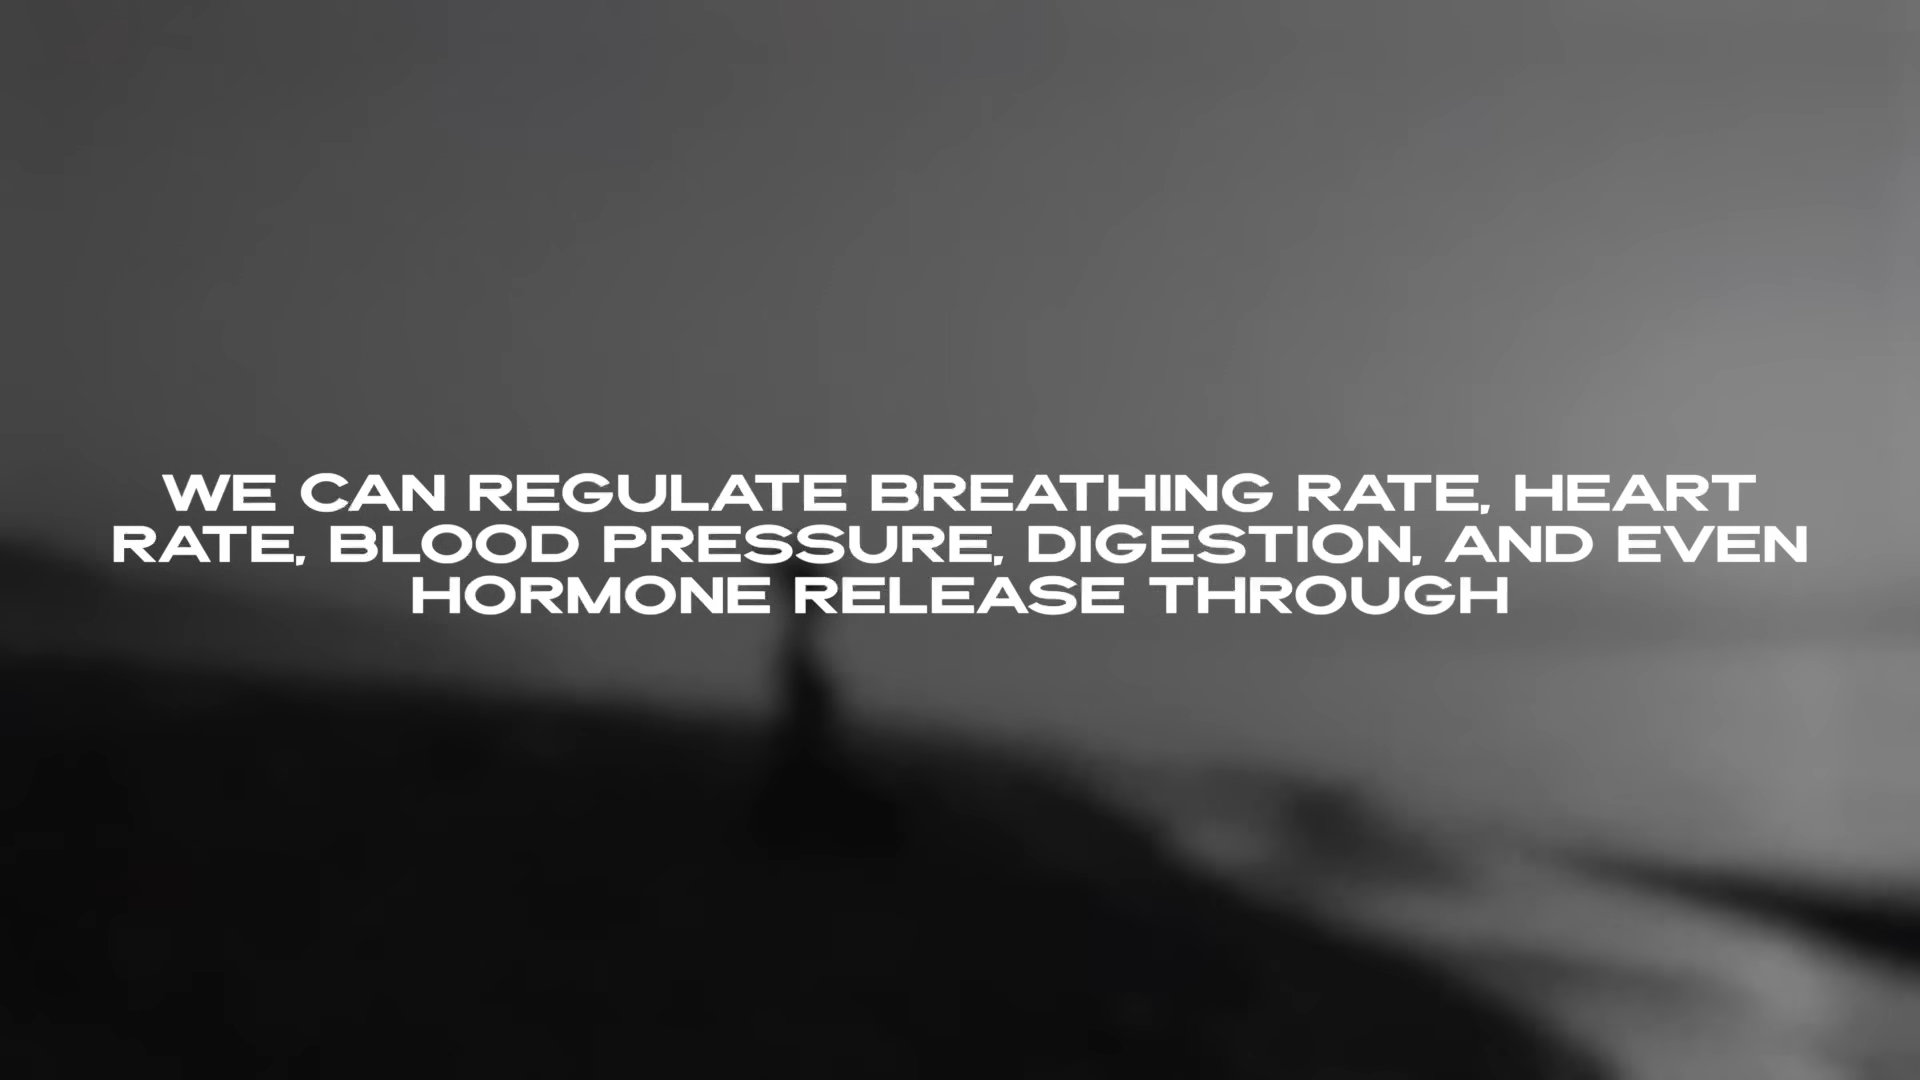 WE CAN REGULATE BREATHING RATE, HEART
RATE, BLOOD PRESSURE, DIGESTION, AND EVEN
HORMONE RELEASE THROUGH